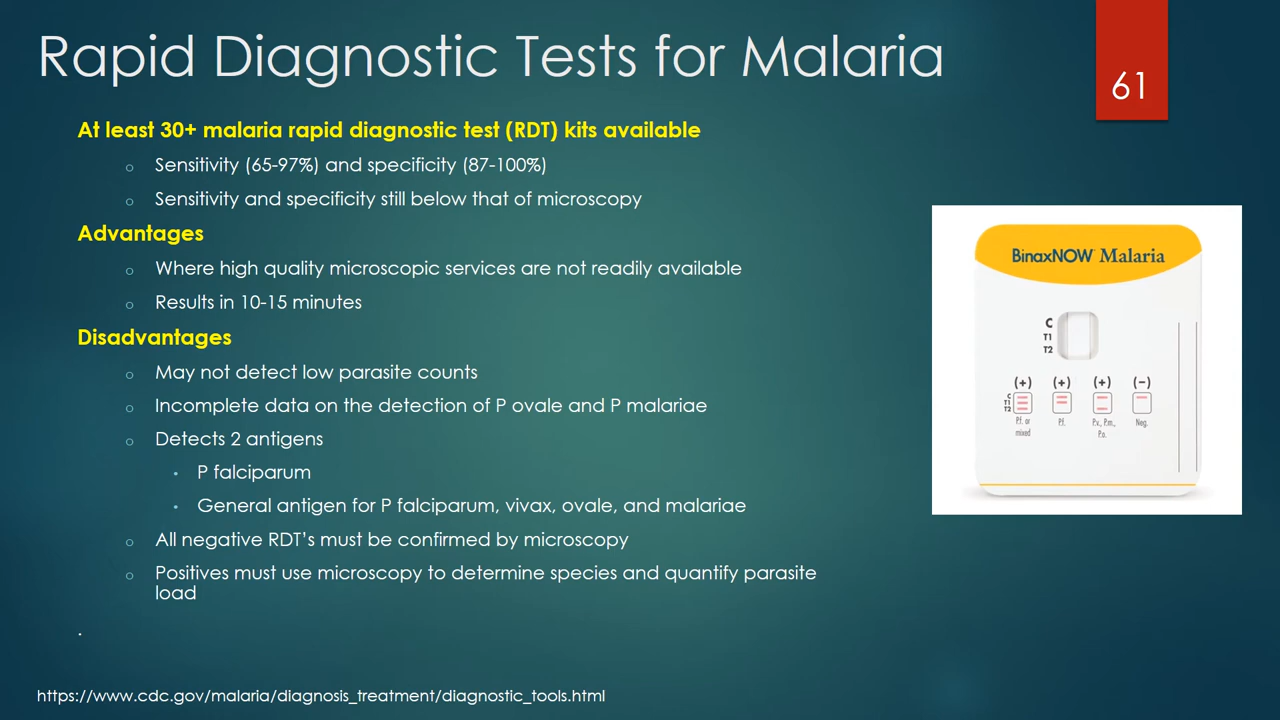 Rapid Diagnostic Tests for Malaria
61
At least 30+ malaria rapid diagnostic test (RDT) kits available
Sensitivity (65-97%) and specificity (87-100%)
Sensitivity and specificity still below that of microscopy
Advantages
Where high quality microscopic services are not readily available
Results in 10-15 minutes
Disadvantages
May not detect low parasite counts
Incomplete data on the detection of P ovale and P malariae
Detects 2 antigens
P falciparum
General antigen for P falciparum, vivax, ovale, and malariae
All negative RDT's must be confirmed by microscopy
Positives must use microscopy to determine species and quantify parasite
load
.
https://www.cdc.gov/malaria/diagnosis_treatment/diagnostic_tools.html
BinaxNOW Malaria
C
T1
T2
(+) (+) (+) (-)
C
T1
T2
P.f. or P.f. P.v., P.m., Neg.
mixed P.o.